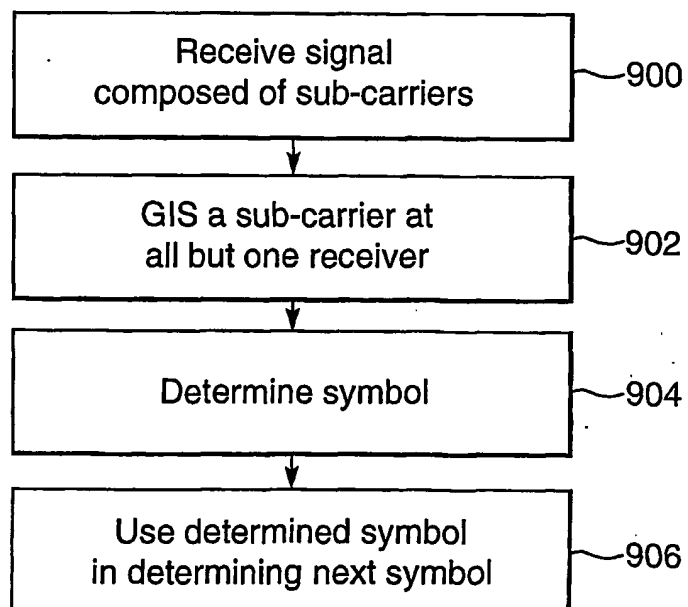 Receive signal
composed of sub-carriers
900
GIS a sub-carrier at
all but one receiver
902
Determine symbol
904
Use determined symbol
in determining next symbol
906